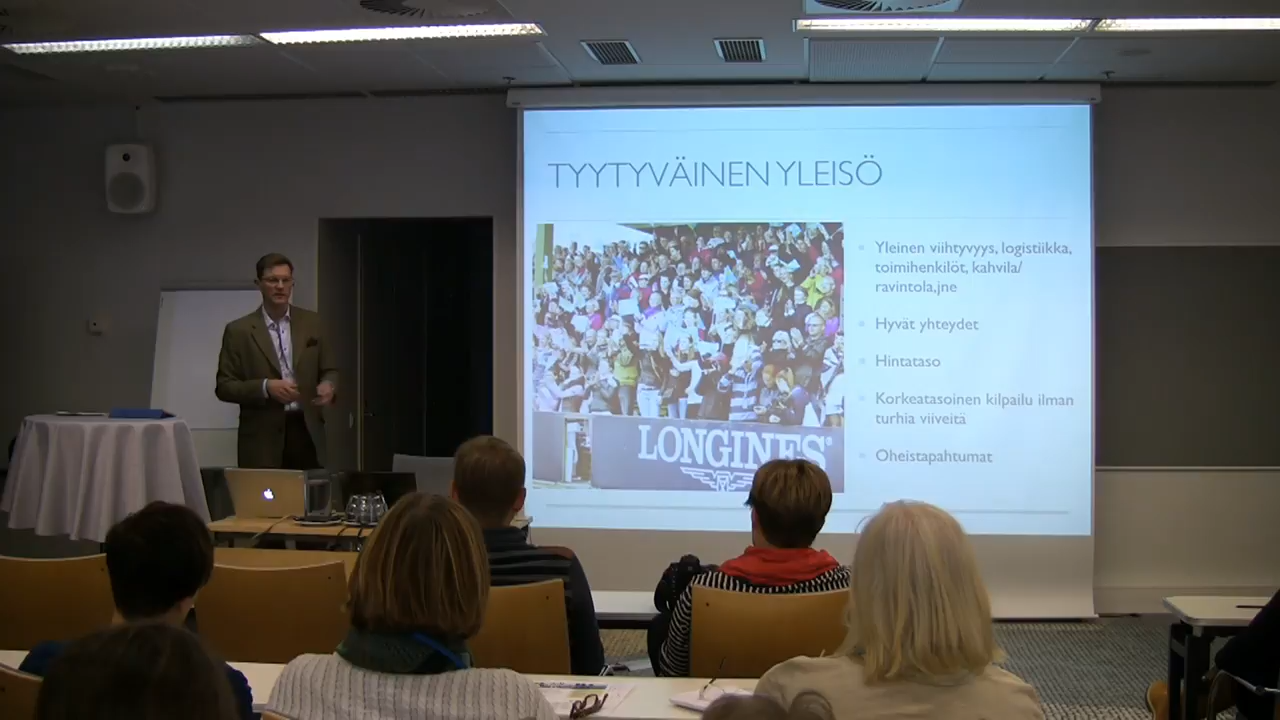 TYYTYVÄINEN YLEISÖ
Yleinen viihtyvyys, logistiikka,
toimihenkilöt, kahvila/
ravintola,jne
Hyvät yhteydet
Hintataso
Korkeatasoinen kilpailu ilman
turhia viiveitä
Oheistapahtumat
LONGINES